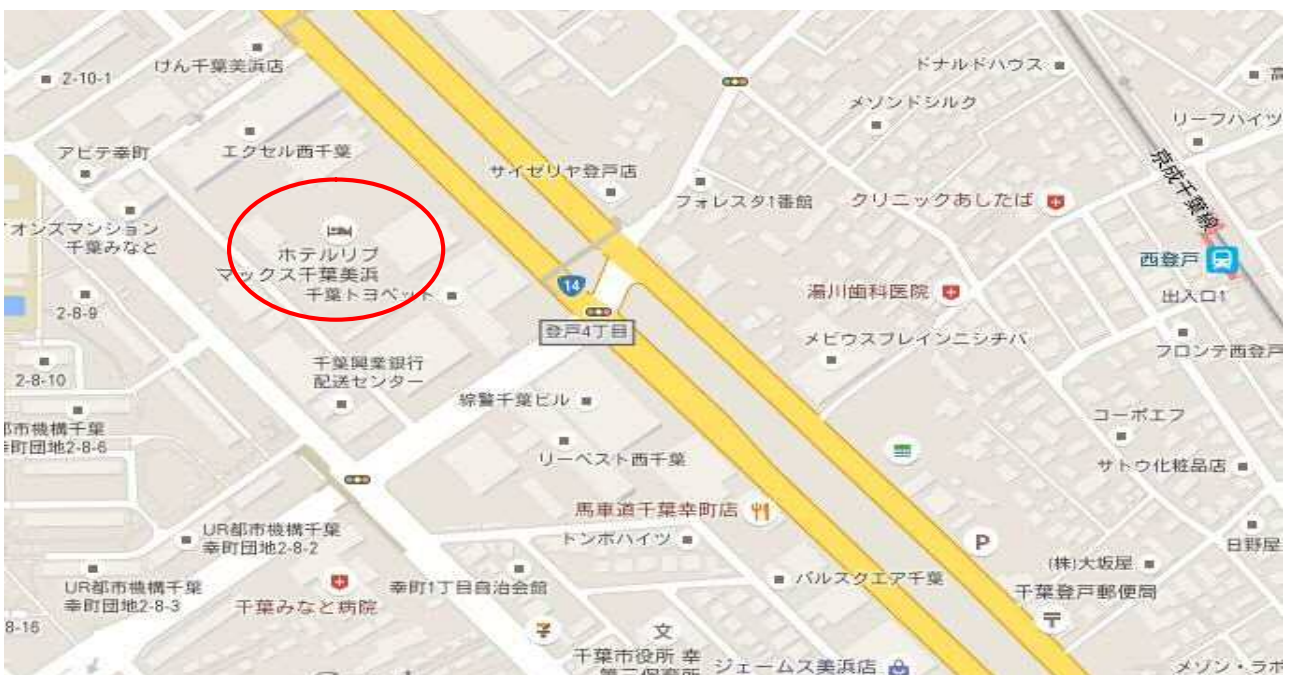 けん千葉美浜店
2-10-1
ドナルドハウス
高
メゾンドシルク
リーフハイツ
アビテ幸町
エクセル西千葉
サイゼリヤ登戸店
京成千葉線
フォレスタ1番館
クリニックあしたば
オンズマンション
千葉みなと
ホテルリブ
マックス千葉美浜
千葉トヨペット
14
西登戸
出入口1
湯川歯科医院
2-8-9
登戸4丁目
メビウスブレインニシチバ
フロンテ西登戸
千葉興業銀行
配送センター
2-8-10
綜警千葉ビル
都市機構千葉
幸町団地2-8-6
コーポエフ
リーベスト西千葉
サトウ化粧品店
馬車道千葉幸町店
UR都市機構千葉
幸町団地2-8-2
トンボハイツ
P
日野屋
(株)大坂屋
UR都市機構千葉
幸町団地2-8-3
千葉みなと病院
幸町1丁目自治会館
パルスクエア千葉
千葉登戸郵便局
8-16
文
千葉市役所 幸
第二保育所
ジェームス美浜店
メゾン・ラポ